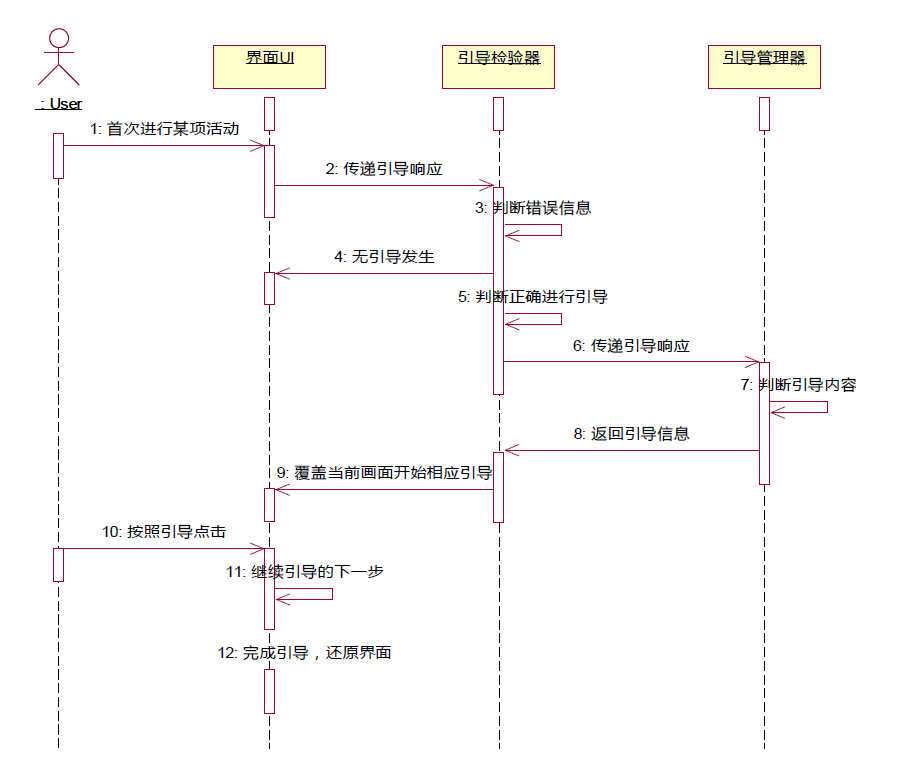 界面UI
引导检验器
引导管理器
: User
1: 首次进行某项活动
2: 传递引导响应
3: 判断错误信息
4: 无引导发生
5: 判断正确进行引导
6: 传递引导响应
7: 判断引导内容
8: 返回引导信息
9: 覆盖当前画面开始相应引导
10: 按照引导点击
11: 继续引导的下一步
12: 完成引导，还原界面